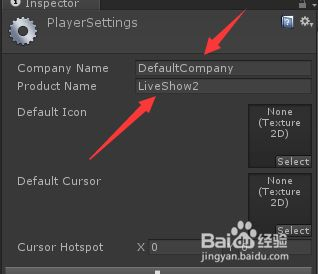 Inspector
PlayerSettings
Company Name DefaultCompany
Product Name LiveShow2
Default Icon
None
(Texture
2D)
Select
Default Cursor
None
(Texture
2D)
Select
Cursor Hotspot X 0
Baidu 经验
jingyan.baidu.com